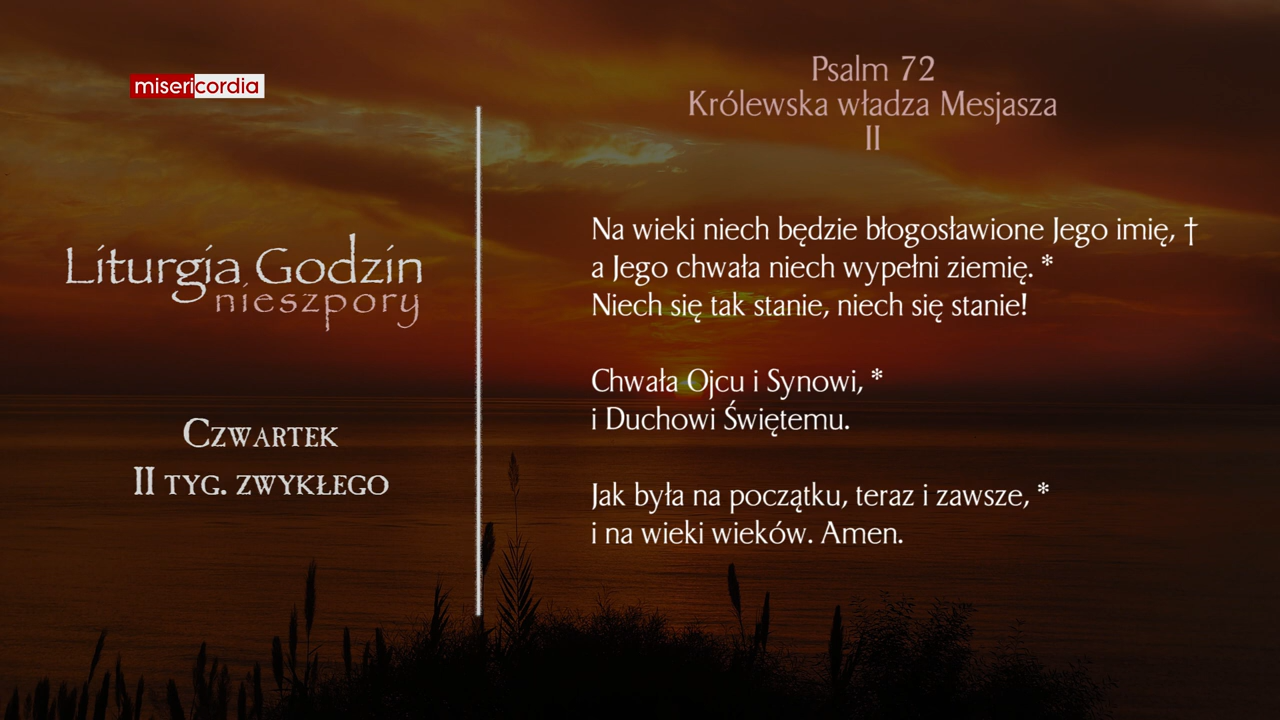 misericordia
Liturgia Godzin
nieszpory
Czwartek
II tyg. zwykłego
Psalm 72
Królewska władza Mesjasza
II
Na wieki niech będzie błogosławione Jego imię, †
a Jego chwała niech wypełni ziemię. *
Niech się tak stanie, niech się stanie!
Chwała Ojcu i Synowi, *
i Duchowi Świętemu.
Jak była na początku, teraz i zawsze, *
i na wieki wieków. Amen.